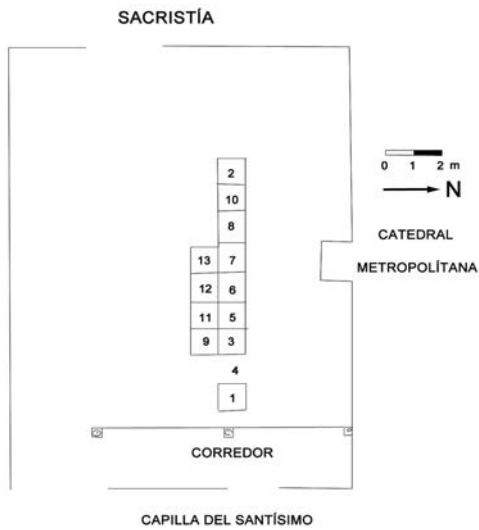 SACRISTÍA
2
0 1 2 m
10
N
8
CATEDRAL
13 7
METROPOLÍTANA
12 6
11 5
9 3
4
1
CORREDOR
CAPILLA DEL SANTÍSIMO